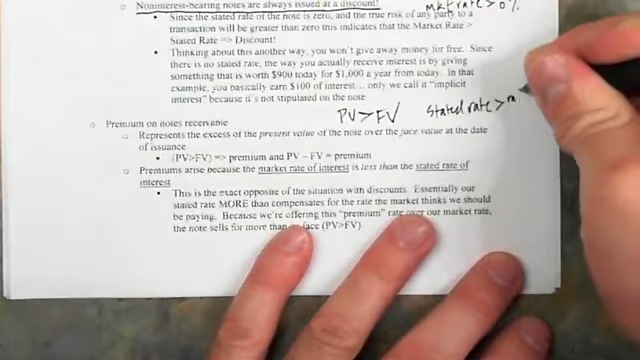 o Noninterest-bearing notes are always issued at a discount! mkt rate > 0%
▪ Since the stated rate of the note is zero, and the true risk of any party to a
transaction will be greater than zero this indicates that the Market Rate >
Stated Rate => Discount!
▪ Thinking about this another way, you won't give away money for free. Since
there is no stated rate, the way you actually receive interest is by giving
something that is worth $900 today for $1,000 a year from today. In that
example, you basically earn $100 of interest… only we call it "implicit
interest" because it's not stipulated on the note
PV > FV stated rate > m
o Premium on notes receivable
o Represents the excess of the present value of the note over the face value at the date
of issuance
▪ (PV>FV) => premium and PV – FV = premium
o Premiums arise because the market rate of interest is less than the stated rate of
interest
▪ This is the exact opposite of the situation with discounts. Essentially our
stated rate MORE than compensates for the rate the market thinks we should
be paying. Because we're offering this "premium" rate over our market rate,
the note sells for more than face (PV>FV)